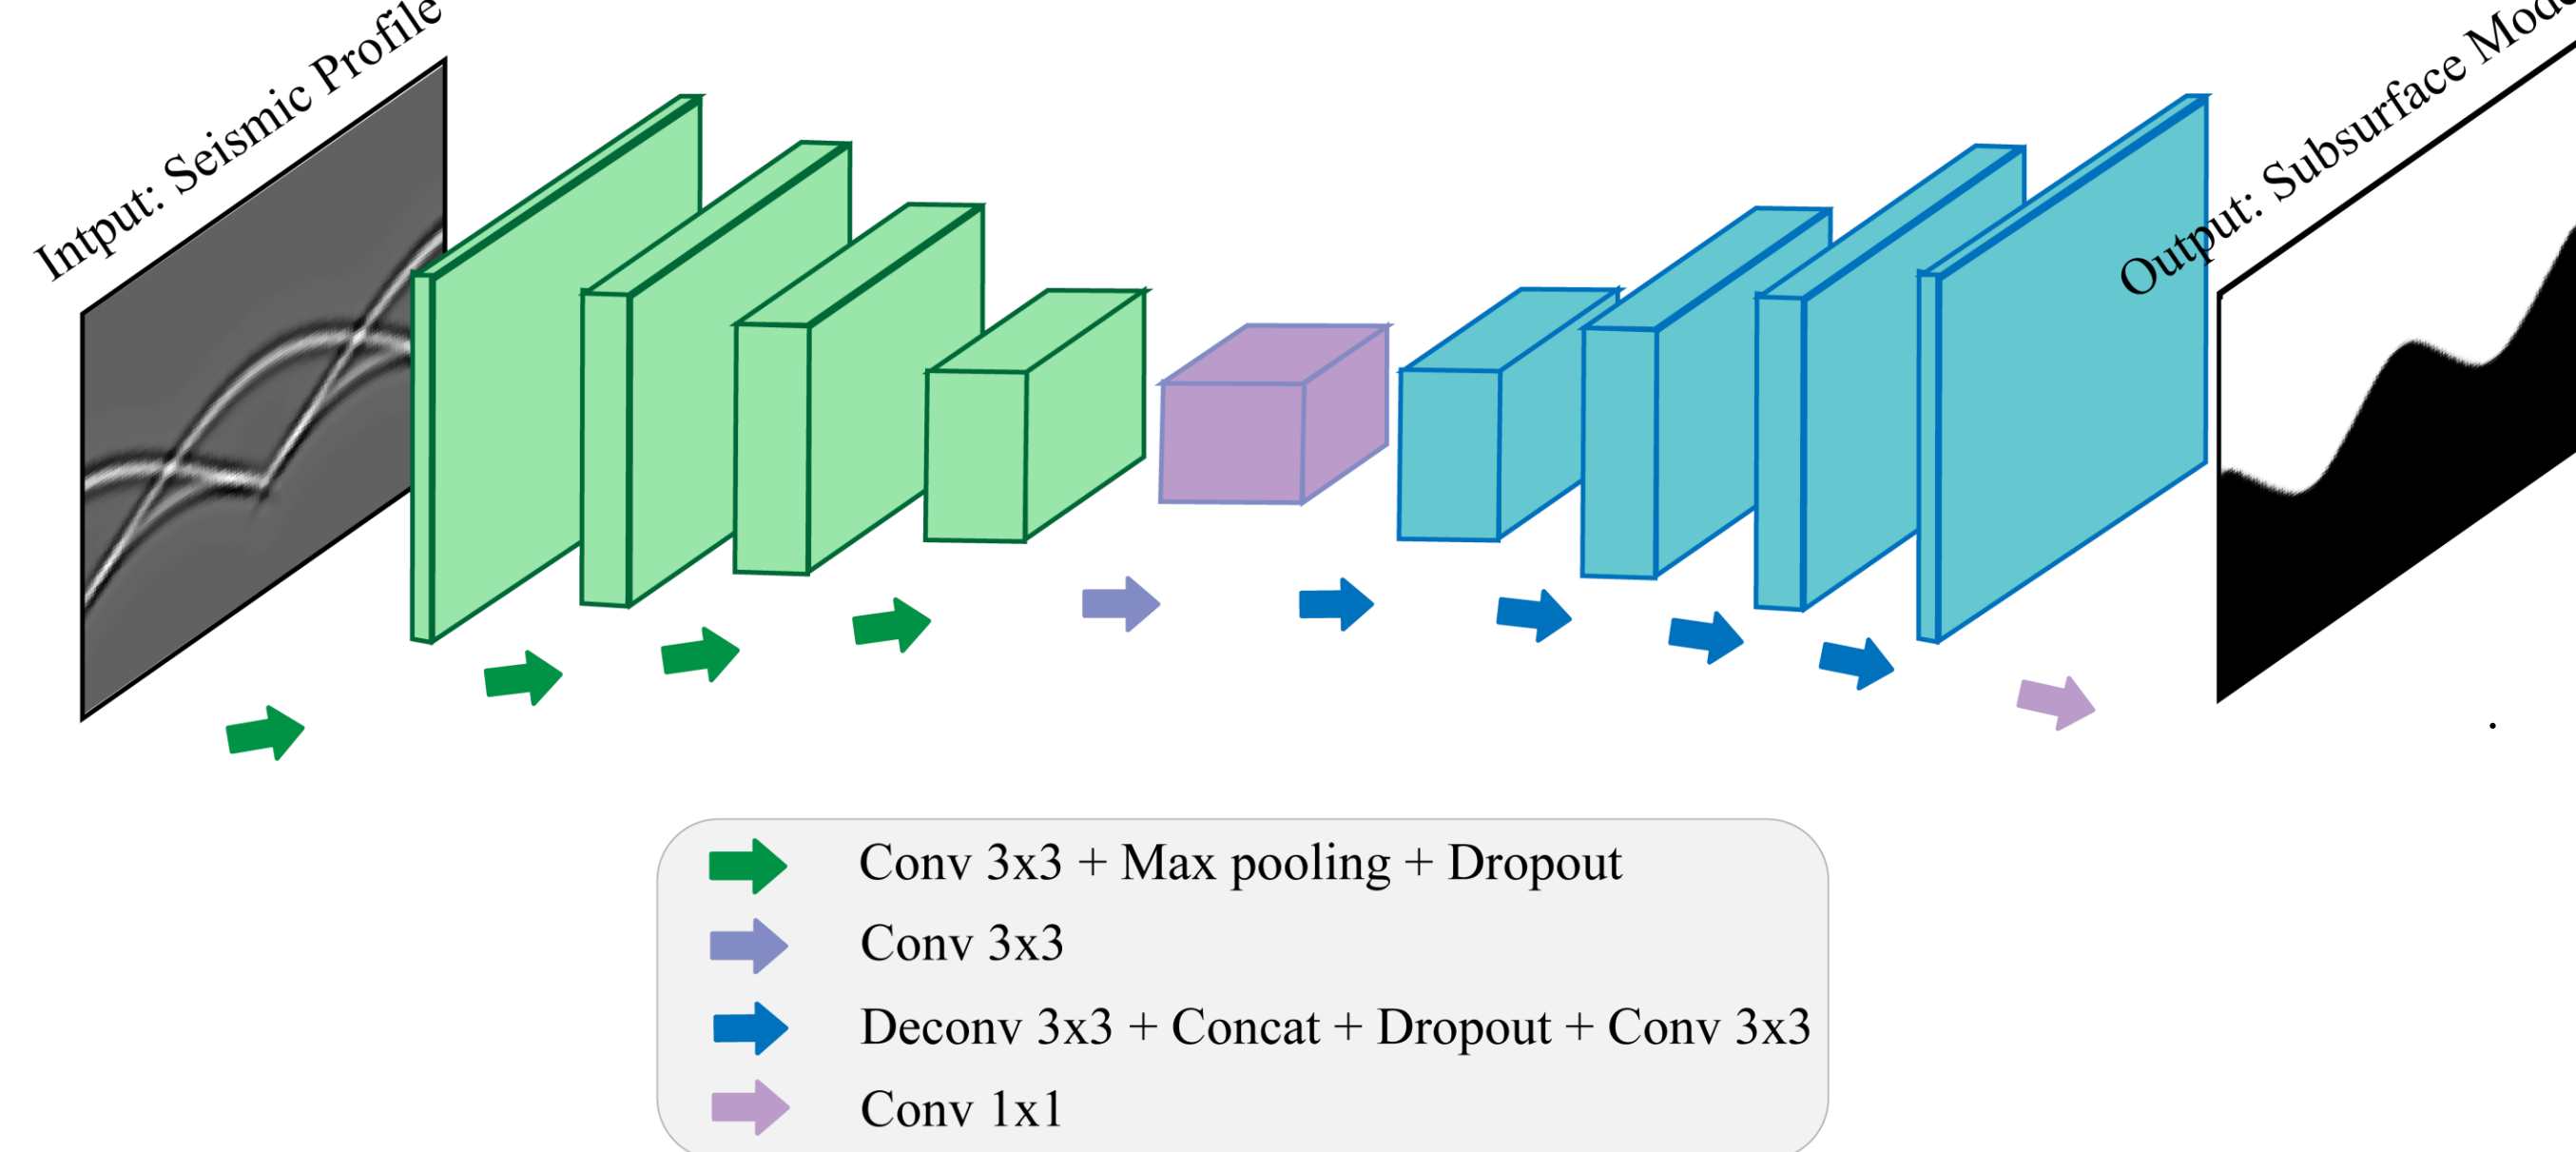 Intput: Seismic Profile
Output: Subsurface
Conv 3x3 + Max pooling + Dropout
Conv 3x3
Deconv 3x3 + Concat + Dropout + Conv 3x3
Conv 1x1